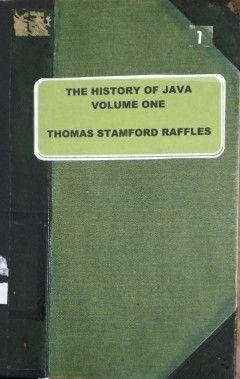 1
THE HISTORY OF JAVA
VOLUME ONE
THOMAS STAMFORD RAFFLES